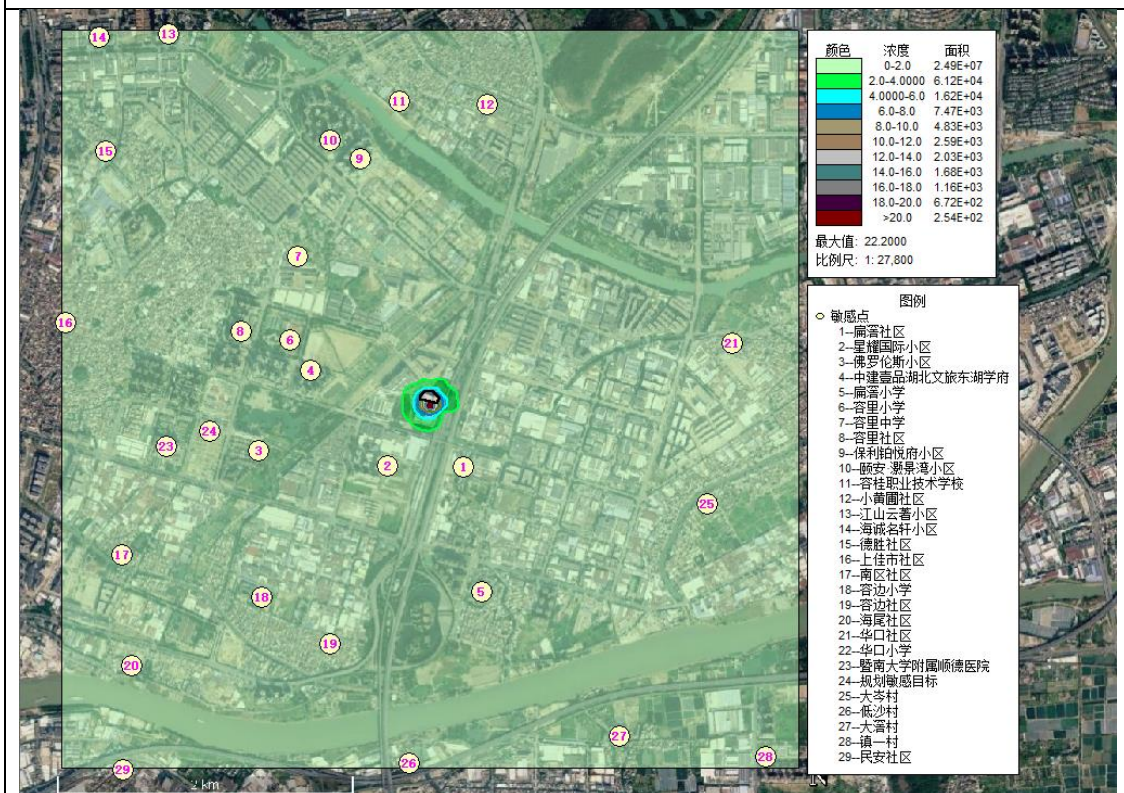 颜色 浓度 面积
0-2.0 2.49E+07
2.0-4.0000 6.12E+04
4.0000-6.0 1.62E+04
6.0-8.0 7.47E+03
8.0-10.0 4.83E+03
10.0-12.0 2.59E+03
12.0-14.0 2.03E+03
14.0-16.0 1.68E+03
16.0-18.0 1.16E+03
18.0-20.0 6.72E+02
>20.0 2.54E+02
最大值: 22.2000
比例尺: 1: 27,800
图例
敏感点
1--扁滘社区
2--星耀国际小区
3--佛罗伦斯小区
4--中建壹品湖北文旅东湖学府
5--扁滘小学
6--容里小学
7--容里中学
8--容里社区
9--保利铂悦府小区
10--颐安·灏景湾小区
11--容桂职业技术学校
12--小黄圃社区
13--江山云著小区
14--海诚名轩小区
15--德胜社区
16--上佳市社区
17--南区社区
18--容边小学
19--容边社区
20--海尾社区
21--华口社区
22--华口小学
23--暨南大学附属顺德医院
24--规划敏感目标
25--大岑村
26--低沙村
27--大滘村
28--镇一村
29--民安社区
14
13
11
12
10
9
15
7
16
8
6
21
4
24
23
3
2
1
25
17
18
5
19
20
27
28
26
29
2 km
N